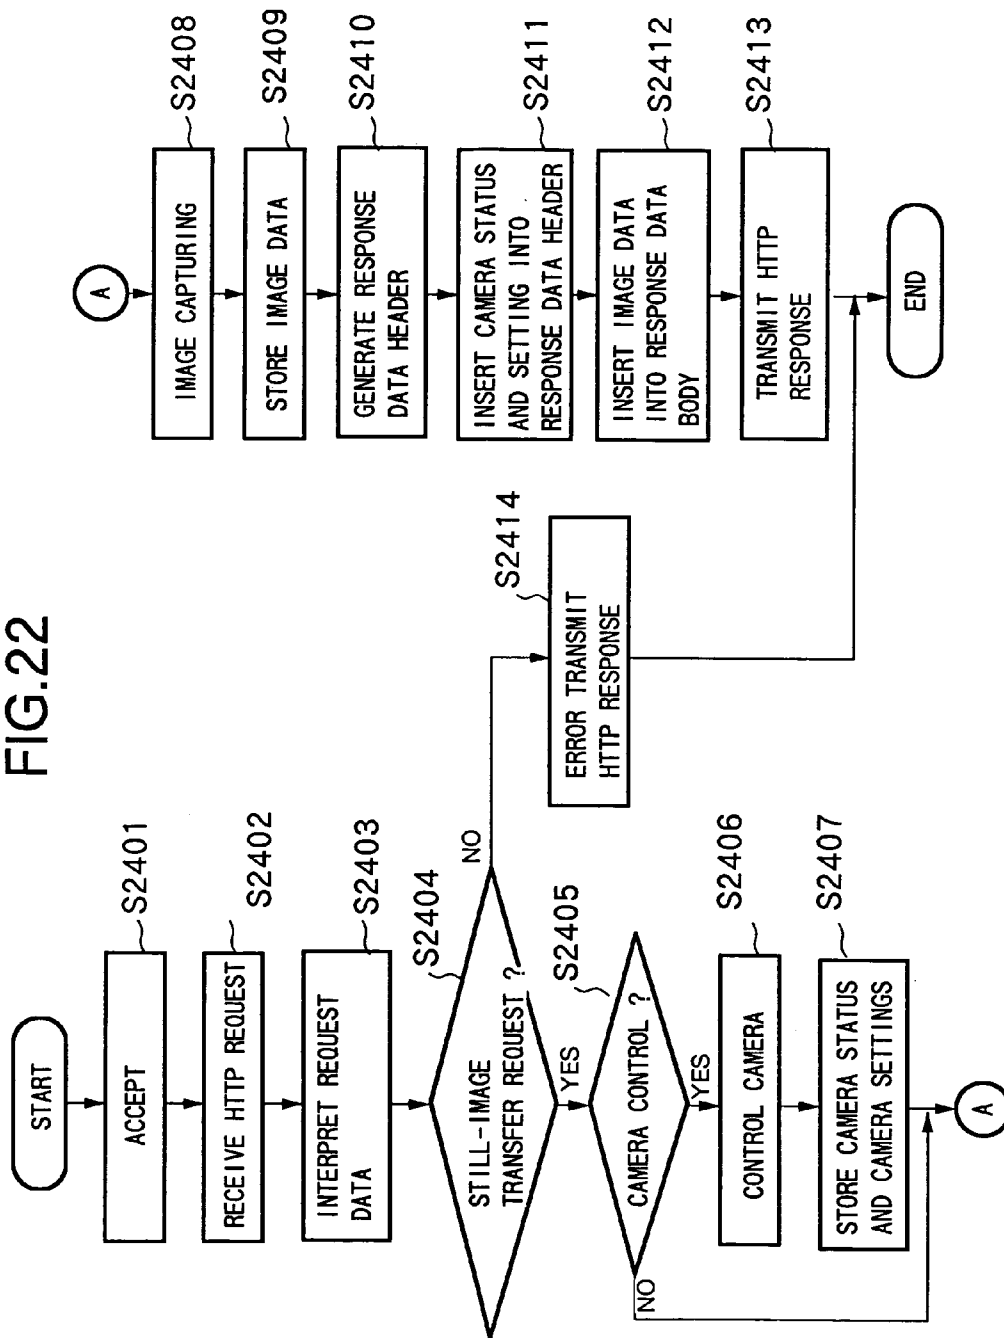 FIG.22
START
ACCEPT
S2401
RECEIVE HTTP REQUEST
S2402
INTERPRET REQUEST
DATA
S2403
STILL-IMAGE
TRANSFER REQUEST ?
S2404
NO
YES
CAMERA CONTROL ?
S2405
NO
YES
CONTROL CAMERA
S2406
STORE CAMERA STATUS
AND CAMERA SETTINGS
S2407
A
ERROR TRANSMIT
HTTP RESPONSE
S2414
A
IMAGE CAPTURING
S2408
STORE IMAGE DATA
S2409
GENERATE RESPONSE
DATA HEADER
S2410
INSERT CAMERA STATUS
AND SETTING INTO
RESPONSE DATA HEADER
S2411
INSERT IMAGE DATA
INTO RESPONSE DATA
BODY
S2412
TRANSMIT HTTP
RESPONSE
S2413
END